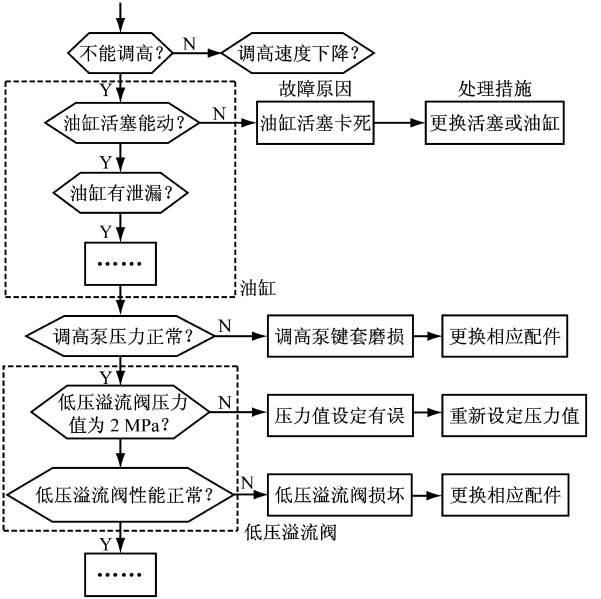 不能调高?
N
调高速度下降?
Y
故障原因
处理措施
油缸活塞能动?
N
油缸活塞卡死
更换活塞或油缸
Y
油缸有泄漏?
Y
……
油缸
调高泵压力正常?
N
调高泵键套磨损
更换相应配件
Y
低压溢流阀压力
值为 2 MPa?
N
压力值设定有误
重新设定压力值
低压溢流阀性能正常?
N
低压溢流阀损坏
更换相应配件
低压溢流阀
Y
……